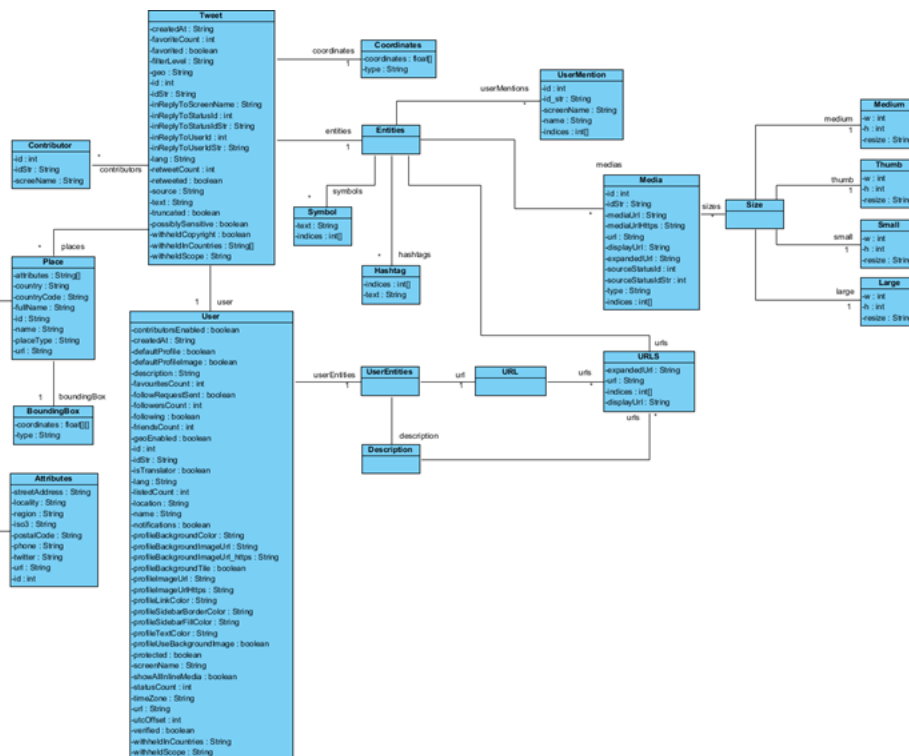 Tweet
-createdAt : String
-favoriteCount : int
-favorited : boolean
-filterLevel : String
-geo : String
-id : int
-idStr : String
-inReplyToScreenName : String
-inReplyToStatusId : int
-inReplyToStatusIdStr : String
-inReplyToUserId : int
-inReplyToUserIdStr : String
-lang : String
-retweetCount : int
-retweeted : boolean
-source : String
-text : String
-truncated : boolean
-possiblySensitive : boolean
-withheldCopyright : boolean
-withheldInCountries : String[]
-withheldScope : String
coordinates
1
Coordinates
-coordinates : float[]
-type : String
entities
1
Entities
userMentions
*
UserMention
-id : int
-id_str : String
-screenName : String
-name : String
-indices : int[]
Contributor
-id : int
-idStr : String
-screeName : String
*
contributors
symbols
*
Symbol
-text : String
-indices : int[]
hashtags
*
Hashtag
-indices : int[]
-text : String
medias
*
Media
-id : int
-idStr : String
-mediaUrl : String
-mediaUrlHttps : String
-url : String
-displayUrl : String
-expandedUrl : String
-sourceStatusId : int
-sourceStatusIdStr : int
-type : String
-indices : int[]
sizes
*
Size
medium
1
Medium
-w : int
-h : int
-resize : Strin
thumb
1
Thumb
-w : int
-h : int
-resize : Strin
small
1
Small
-w : int
-h : int
-resize : Strin
large
1
Large
-w : int
-h : int
-resize : Strin
*
places
Place
-attributes : String[]
-country : String
-countryCode : String
-fullName : String
-id : String
-name : String
-placeType : String
-url : String
1
boundingBox
BoundingBox
-coordinates : float[][]
-type : String
Attributes
-streetAddress : String
-locality : String
-region : String
-iso3 : String
-postalCode : String
-phone : String
-twitter : String
-url : String
-id : int
1
user
User
-contributorsEnabled : boolean
-createdAt : String
-defaultProfile : boolean
-defaultProfileImage : boolean
-description : String
-favouritesCount : int
-followRequestSent : boolean
-followersCount : int
-following : boolean
-friendsCount : int
-geoEnabled : boolean
-id : int
-idStr : String
-isTranslator : boolean
-lang : String
-listedCount : int
-location : String
-name : String
-notifications : boolean
-profileBackgroundColor : String
-profileBackgroundImageUrl : String
-profileBackgroundImageUrl_https : String
-profileBackgroundTile : boolean
-profileImageUrl : String
-profileImageUrlHttps : String
-profileLinkColor : String
-profileSidebarBorderColor : String
-profileSidebarFillColor : String
-profileTextColor : String
-profileUseBackgroundImage : boolean
-protected : boolean
-screenName : String
-showAllInlineMedia : boolean
-statusCount : int
-timeZone : String
-url : String
-utcOffset : int
-verified : boolean
-withheldInCountries : String
-withheldScope : String
userEntities
1
UserEntities
url
1
URL
urls
*
urls
URLS
-expandedUrl : String
-url : String
-indices : int[]
-displayUrl : String
urls
*
description
Description